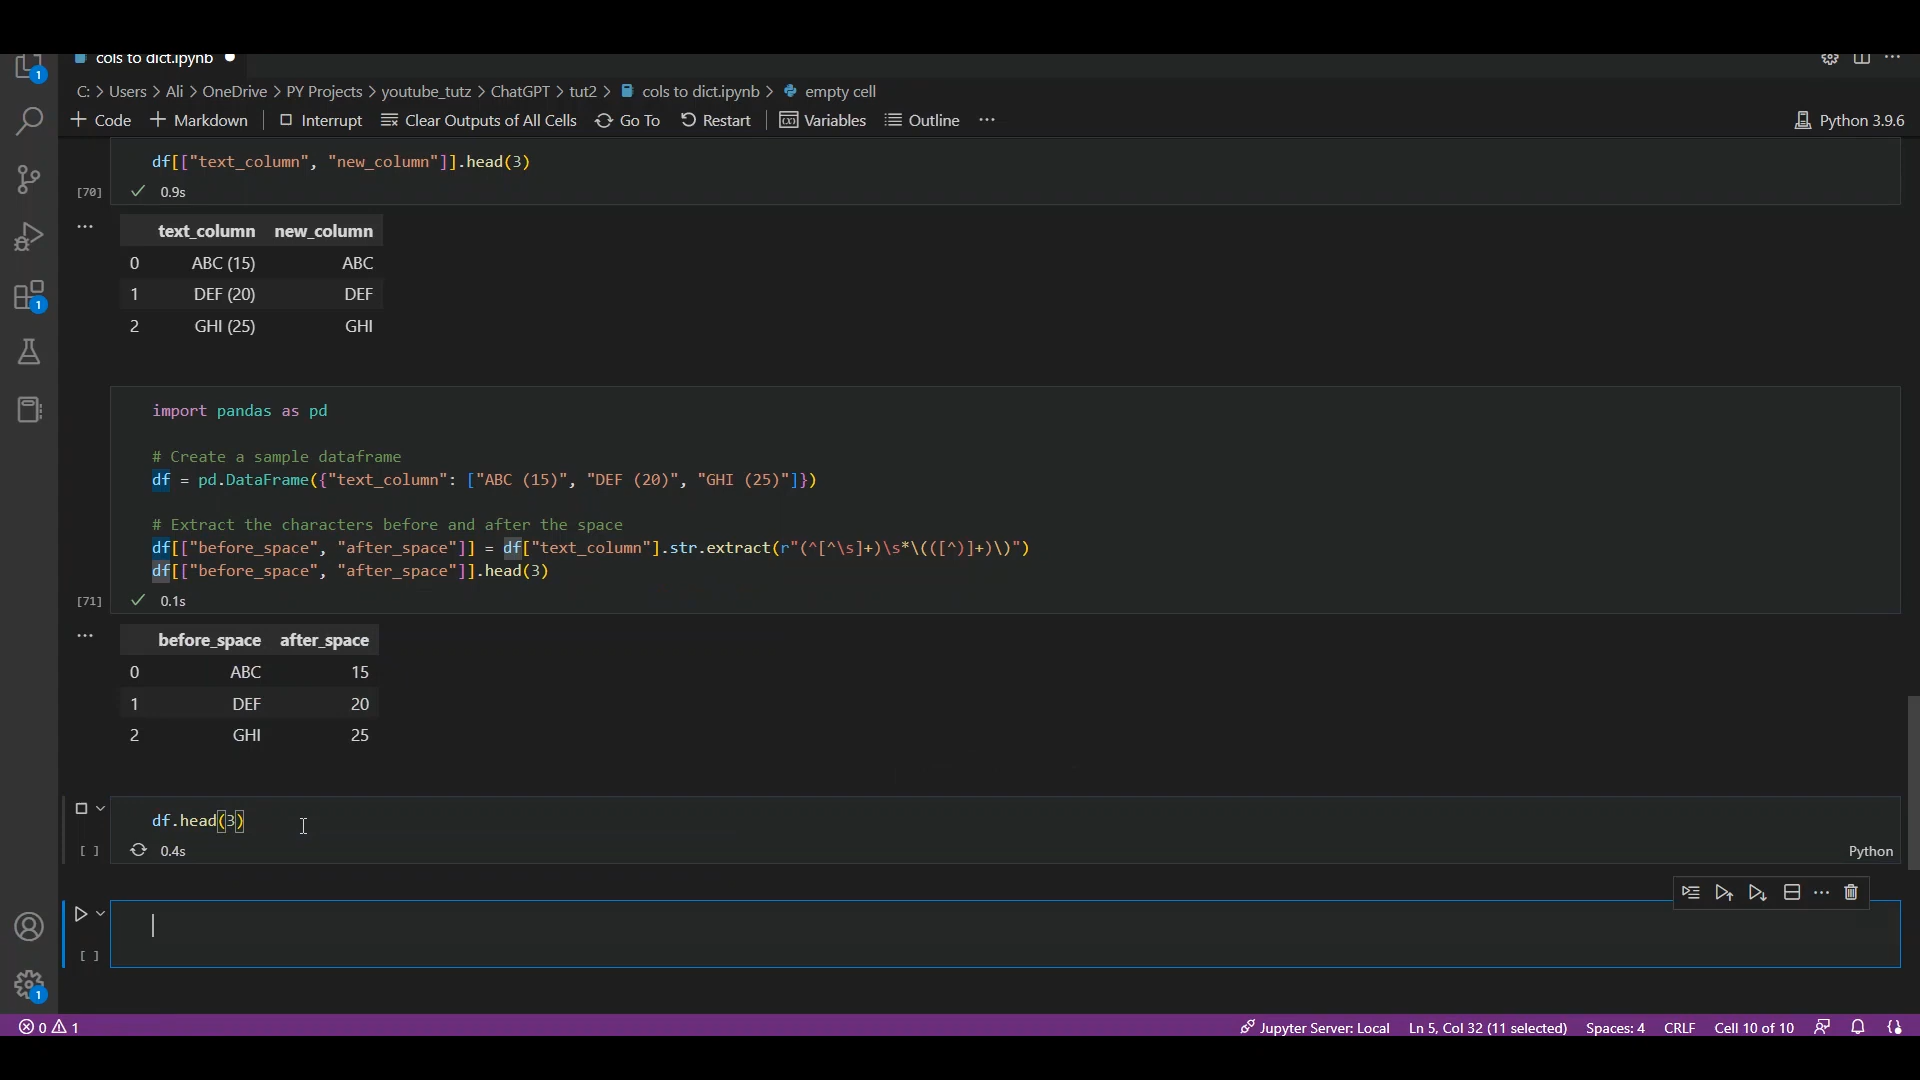 cols to dict.ipynb
C: > Users > Ali > OneDrive > PY Projects > youtube_tutz > ChatGPT > tut2 > cols to dict.ipynb > empty cell
+ Code + Markdown | Interrupt Clear Outputs of All Cells Go To Restart | Variables Outline ... Python 3.9.6
df[["text_column", "new_column"]].head(3)
[70] 0.9s
text_column new_column
0 ABC (15) ABC
1 DEF (20) DEF
2 GHI (25) GHI
import pandas as pd
# Create a sample dataframe
df = pd.DataFrame({"text_column": ["ABC (15)", "DEF (20)", "GHI (25)"]})
# Extract the characters before and after the space
df[["before_space", "after_space"]] = df["text_column"].str.extract(r"(^[^\s]+)\s*\(([^)]+)\)")
df[["before_space", "after_space"]].head(3)
[71] 0.1s
before_space after_space
0 ABC 15
1 DEF 20
2 GHI 25
df.head(3)
[ ] 0.4s Python
[ ]
1
1
1
0 1 Jupyter Server: Local Ln 5, Col 32 (11 selected) Spaces: 4 CRLF Cell 10 of 10